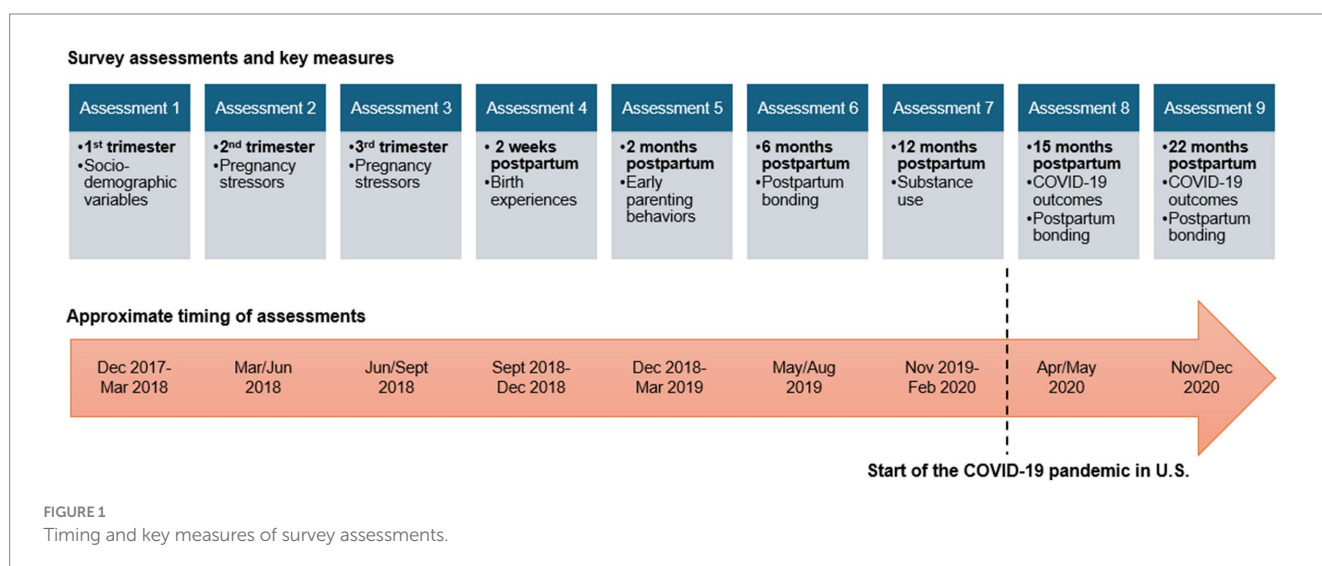 Survey assessments and key measures
Assessment 1
•1st trimester
•Socio-
demographic
variables
Assessment 2
•2nd trimester
•Pregnancy
stressors
Assessment 3
•3rd trimester
•Pregnancy
stressors
Assessment 4
• 2 weeks
postpartum
•Birth
experiences
Assessment 5
•2 months
postpartum
•Early
parenting
behaviors
Assessment 6
•6 months
postpartum
•Postpartum
bonding
Assessment 7
•12 months
postpartum
•Substance
use
Assessment 8
•15 months
postpartum
•COVID-19
outcomes
•Postpartum
bonding
Assessment 9
•22 months
postpartum
•COVID-19
outcomes
•Postpartum
bonding
Approximate timing of assessments
Dec 2017-
Mar 2018
Mar/Jun
2018
Jun/Sept
2018
Sept 2018-
Dec 2018
Dec 2018-
Mar 2019
May/Aug
2019
Nov 2019-
Feb 2020
Apr/May
2020
Nov/Dec
2020
Start of the COVID-19 pandemic in U.S.
FIGURE 1
Timing and key measures of survey assessments.